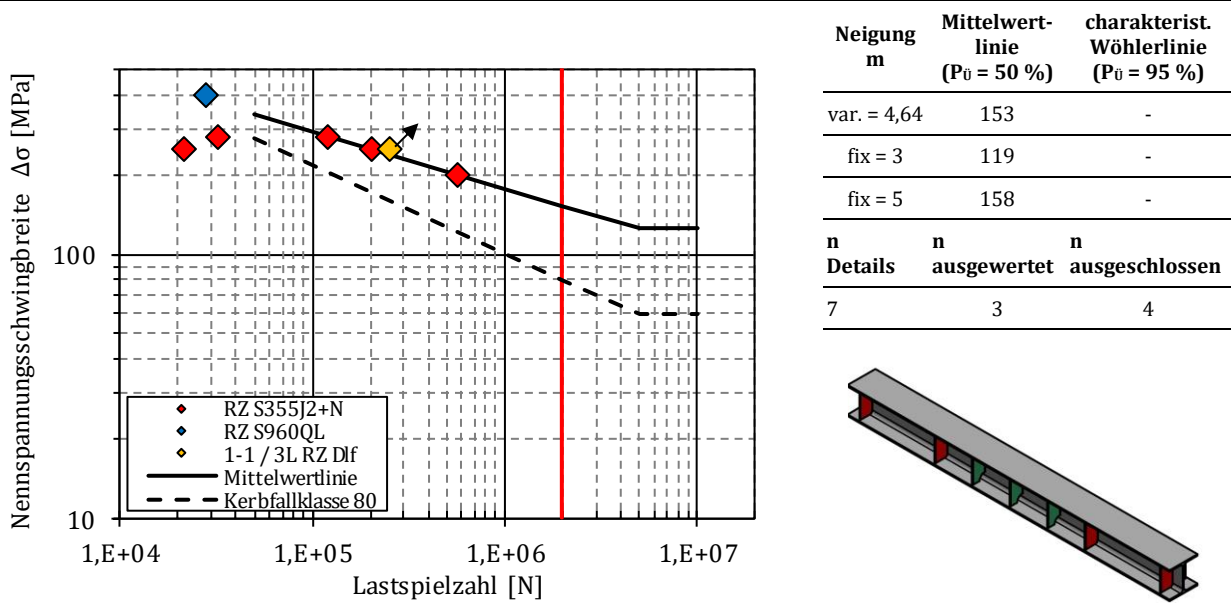 Nennspannungsschwingbreite Δσ [MPa]
100
10
1,E+04 1,E+05 1,E+06 1,E+07
Lastspielzahl [N]
RZ S355J2+N
RZ S960QL
1-1 / 3L RZ Dlf
Mittelwertlinie
Kerbfallklasse 80
Neigung
m
Mittelwert-
linie
(Pü = 50 %)
charakterist.
Wöhlerlinie
(Pü = 95 %)
var. = 4,64 153 -
fix = 3 119 -
fix = 5 158 -
n
Details
n
ausgewertet
n
ausgeschlossen
7 3 4